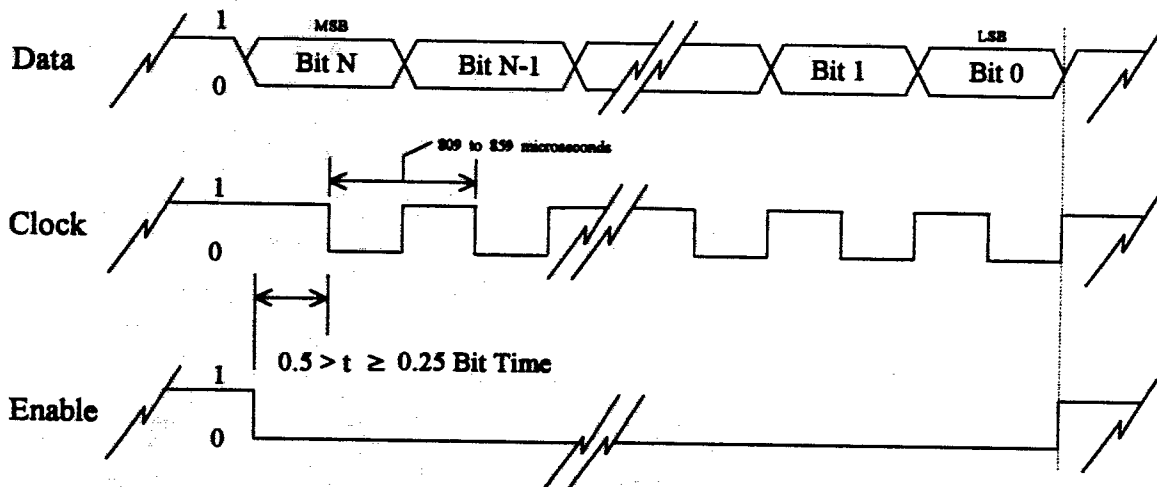 1 MSB LSB
Data Bit N Bit N-1 Bit 1 Bit 0
0
809 to 859 microseconds
1
Clock
0
0.5 > t ≥ 0.25 Bit Time
1
Enable
0